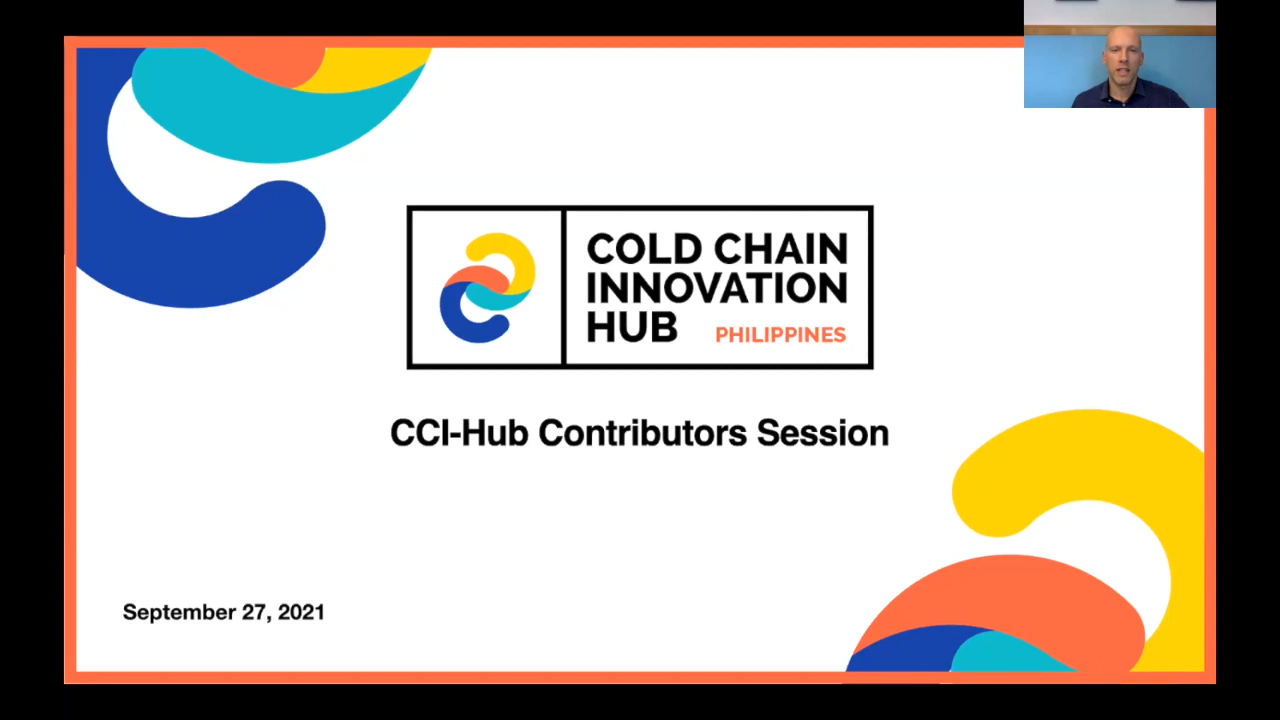 COLD CHAIN
INNOVATION
HUB PHILIPPINES
CCI-Hub Contributors Session
September 27, 2021